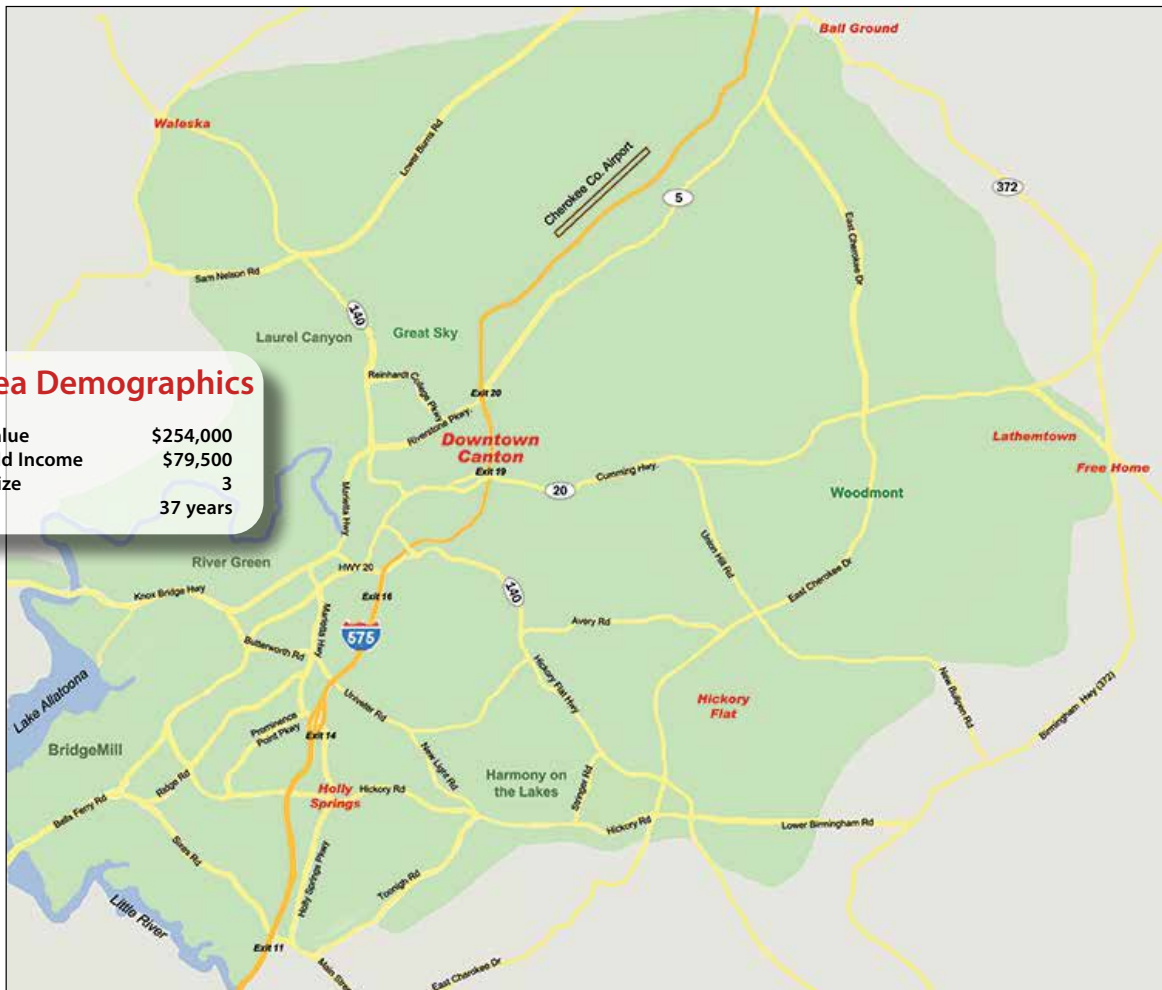 Ball Ground
Waleska
Lower Burris Rd
Cherokee Co. Airport
372
5
East Cherokee Dr
Sam Nelson Rd
140
Laurel Canyon
Great Sky
ea Demographics
alue $254,000
ld Income $79,500
ize 3
37 years
Reinhardt College Pkwy
Exit 20
Riverstone Pkwy.
Downtown
Canton
Exit 19
Lathemtown
Free Home
20
Cumming Hwy.
Woodmont
Marietta Hwy
River Green
HWY 20
Union Hill Rd
Knox Bridge Hwy
Exit 16
140
East Cherokee Dr
Marietta Hwy
575
Avery Rd
Butterworth Rd
Lake Allatoona
Univeter Rd
Hickory Flat Hwy
Hickory
Flat
New Bullpen Rd
Birmingham Hwy (372)
Prominence
Point Pkwy
Exit 14
BridgeMill
New Light Rd
Harmony on
the Lakes
Stringer Rd
Ridge Rd
Holly
Springs
Hickory Rd
Bells Ferry Rd
Hickory Rd
Lower Birmingham Rd
Sixes Rd
Holly Springs Pkwy
Toonigh Rd
Little River
Exit 11
Main Stree
East Cherokee Dr